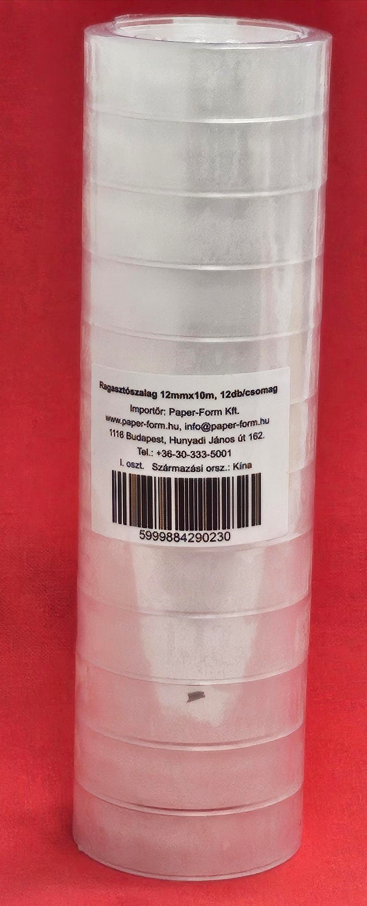 Ragasztószalag 12mmx10m, 12db/csomag
Importőr: Paper-Form Kft.
www.paper-form.hu, info@paper-form.hu
1116 Budapest, Hunyadi János út 162.
Tel.: +36-30-333-5001
I. oszt. Származási orsz.: Kína
5999884290230